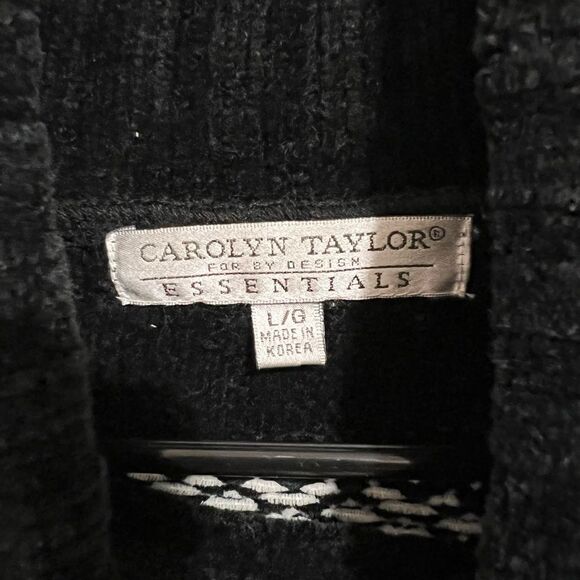 CAROLYN TAYLOR®
FOR BY DESIGN
ESSENTIALS
L/G
MADE IN
KOREA